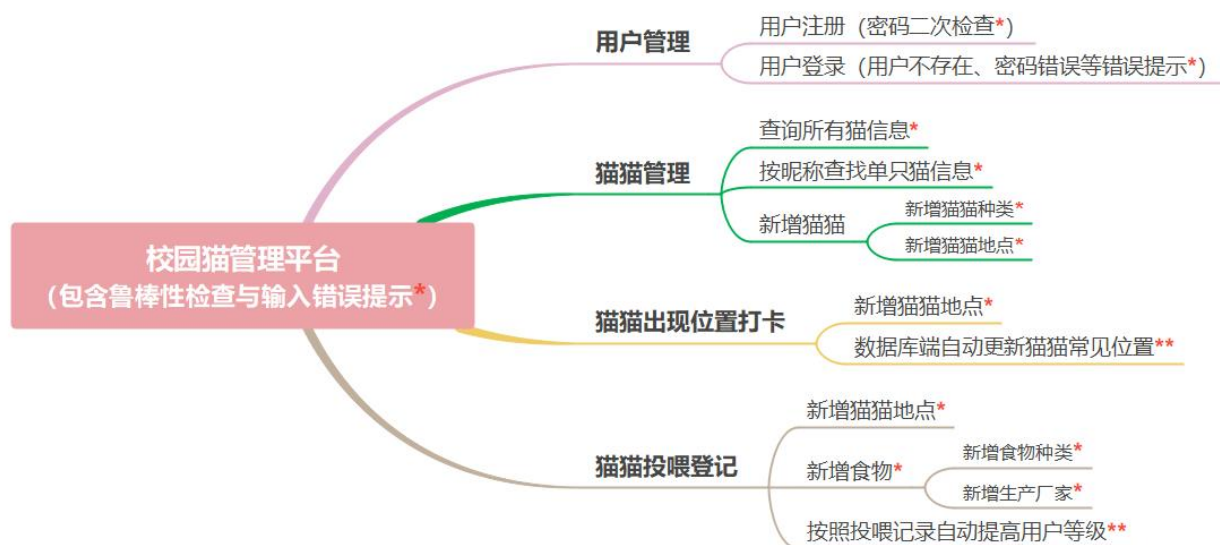 用户管理
用户注册（密码二次检查*）
用户登录（用户不存在、密码错误等错误提示*）
猫猫管理
查询所有猫信息*
按昵称查找单只猫信息*
新增猫猫
新增猫猫种类*
新增猫猫地点*
校园猫管理平台
（包含鲁棒性检查与输入错误提示*）
猫猫出现位置打卡
新增猫猫地点*
数据库端自动更新猫猫常见位置**
猫猫投喂登记
新增猫猫地点*
新增食物*
新增食物种类*
新增生产厂家*
按照投喂记录自动提高用户等级**